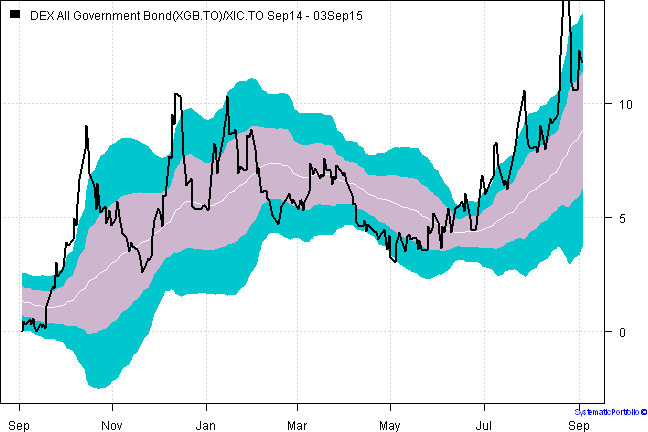 DEX All Government Bond(XGB.TO)/XIC.TO Sep14 - 03Sep15
10
5
0
Sep Nov Jan Mar May Jul Sep
SystematicPortfolio ©